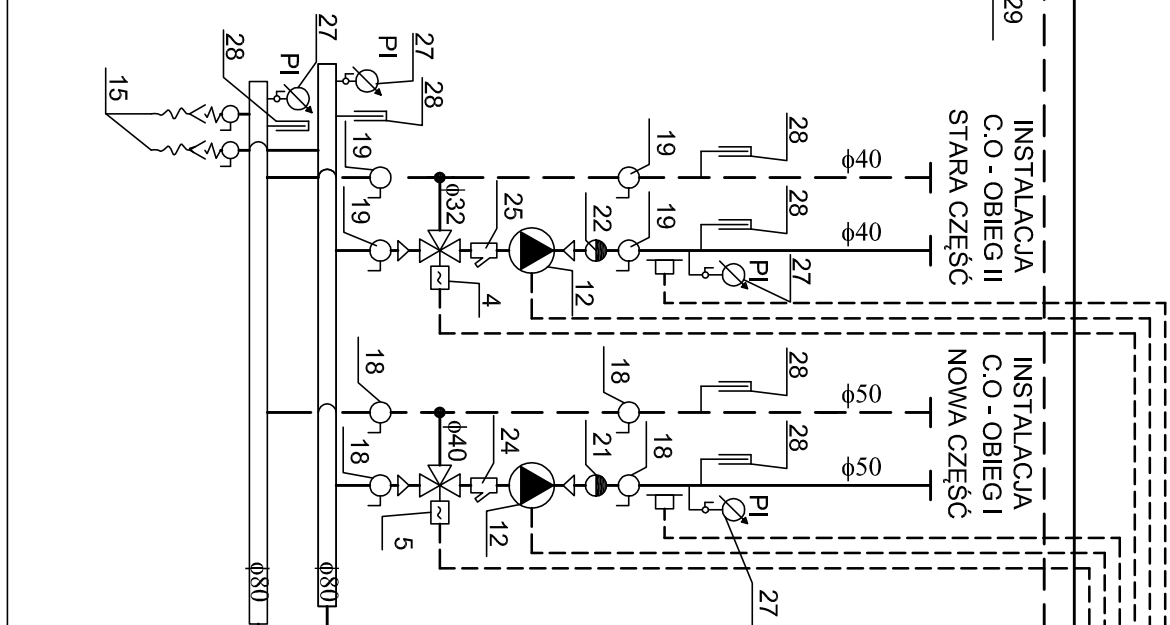 29
INSTALACJA
C.O - OBIEG II
STARA CZĘŚĆ
INSTALACJA
C.O - OBIEG I
NOWA CZĘŚĆ
27
28
PI
27
PI
27
28
15
19
19
ϕ32
25
12
4
22
19
19
28
28
ϕ40
ϕ40
PI
27
18
18
ϕ40
24
12
5
21
18
18
28
28
ϕ50
ϕ50
PI
27
ϕ80
ϕ80